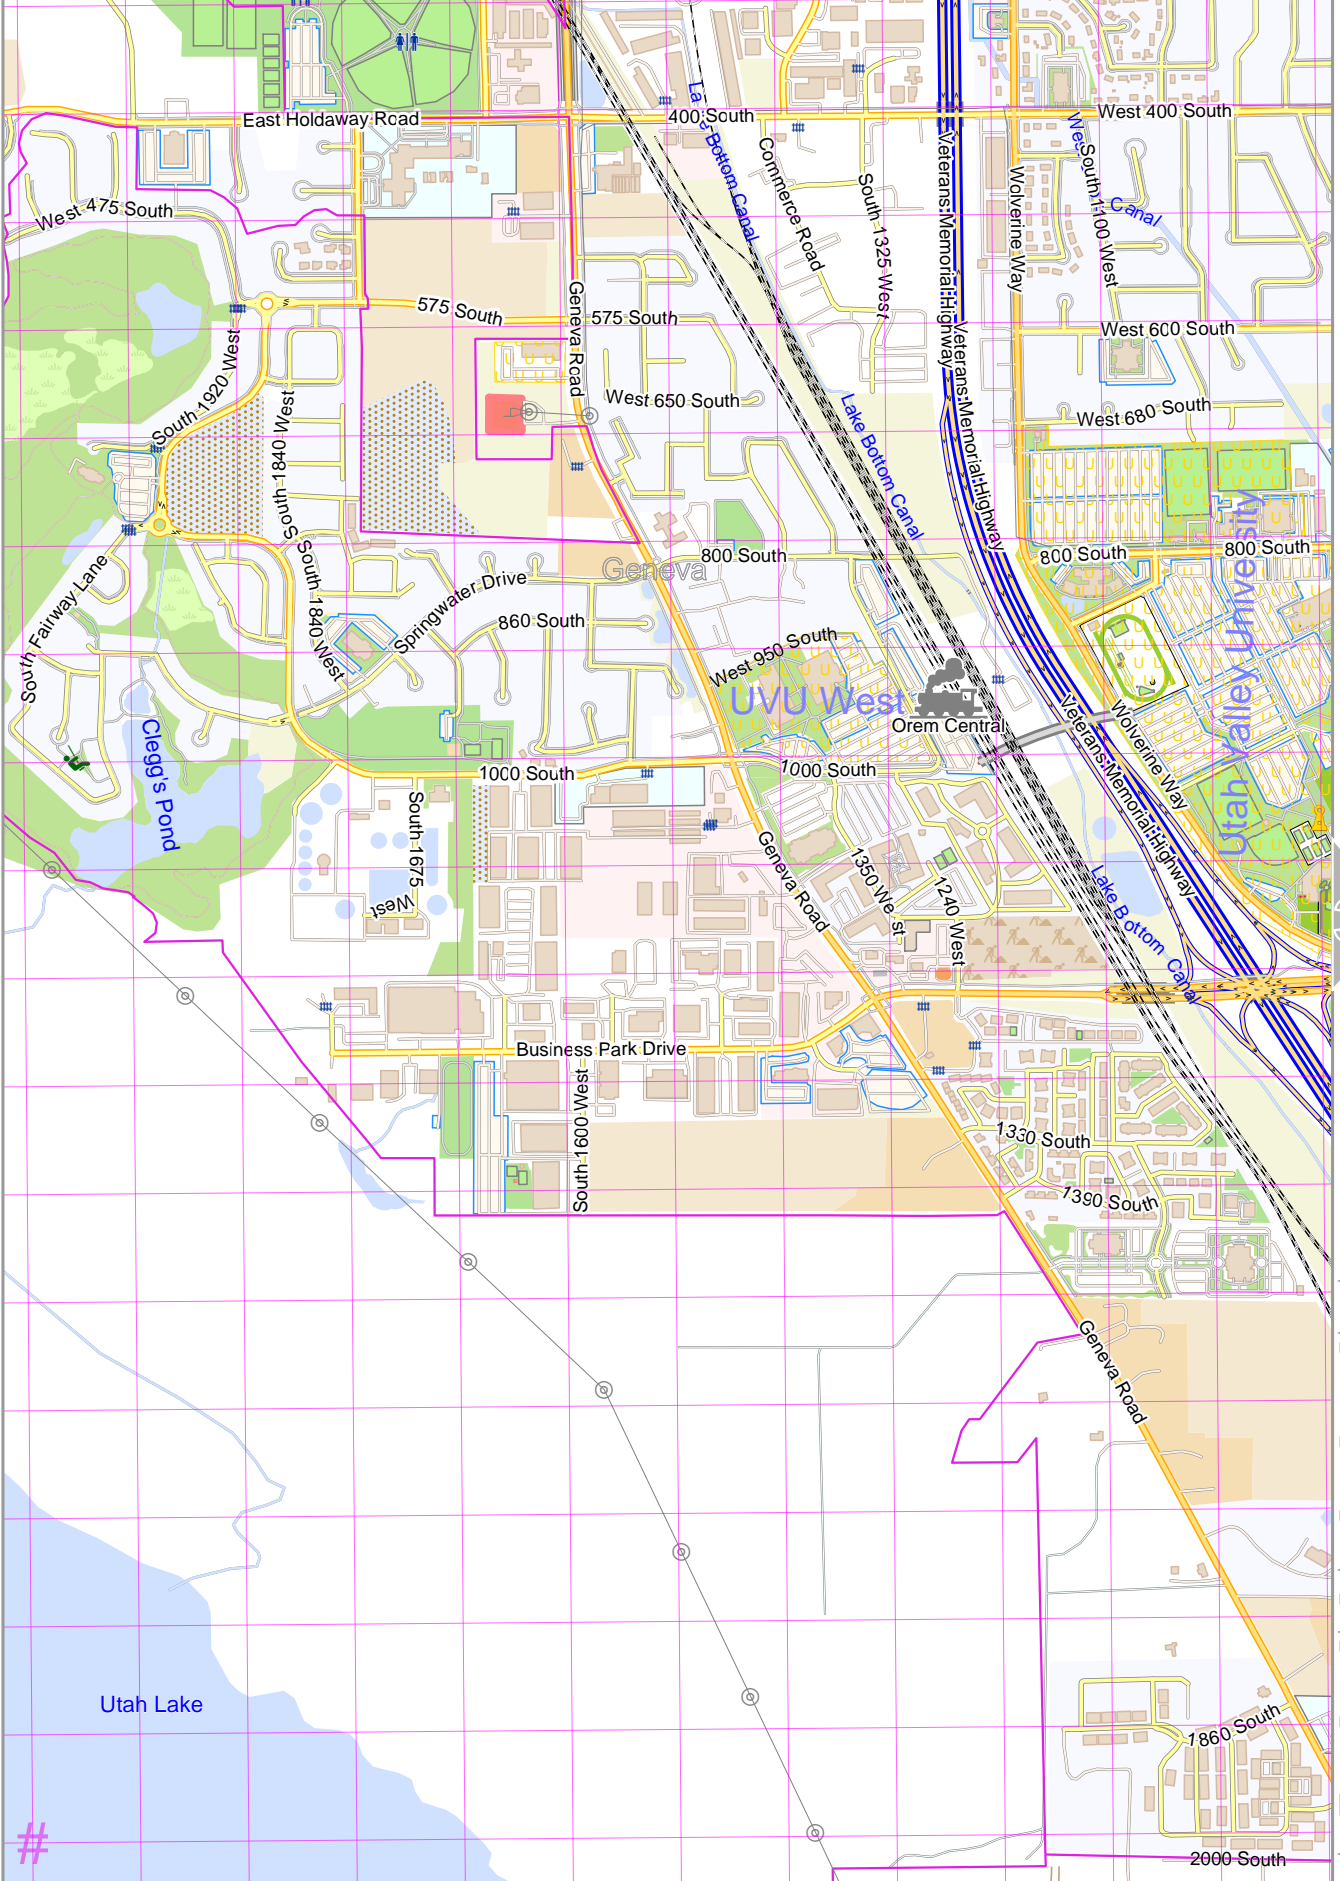 East Holdaway Road
400 South
West 400 South
Lake Bottom Canal
Commerce Road
South 1325 West
Veterans Memorial Highway
Wolverine Way
South 1100 West
Canal
West 475 South
575 South
575 South
Geneva Road
Veterans Memorial Highway
West 600 South
South 1920 West
South 1840 West
West 650 South
Lake Bottom Canal
West 680 South
800 South
800 South
800 South
Geneva
Utah Valley University
South Fairway Lane
South 1840 West
Springwater Drive
860 South
West 950 South
UVU West
Orem Central
Clegg's Pond
1000 South
1000 South
Veterans Memorial Highway
Wolverine Way
South 1675 West
Geneva Road
1350 West
1240 West
Lake Bottom Canal
Business Park Drive
South 1600 West
1330 South
1390 South
Geneva Road
Utah Lake
1860 South
2000 South
#